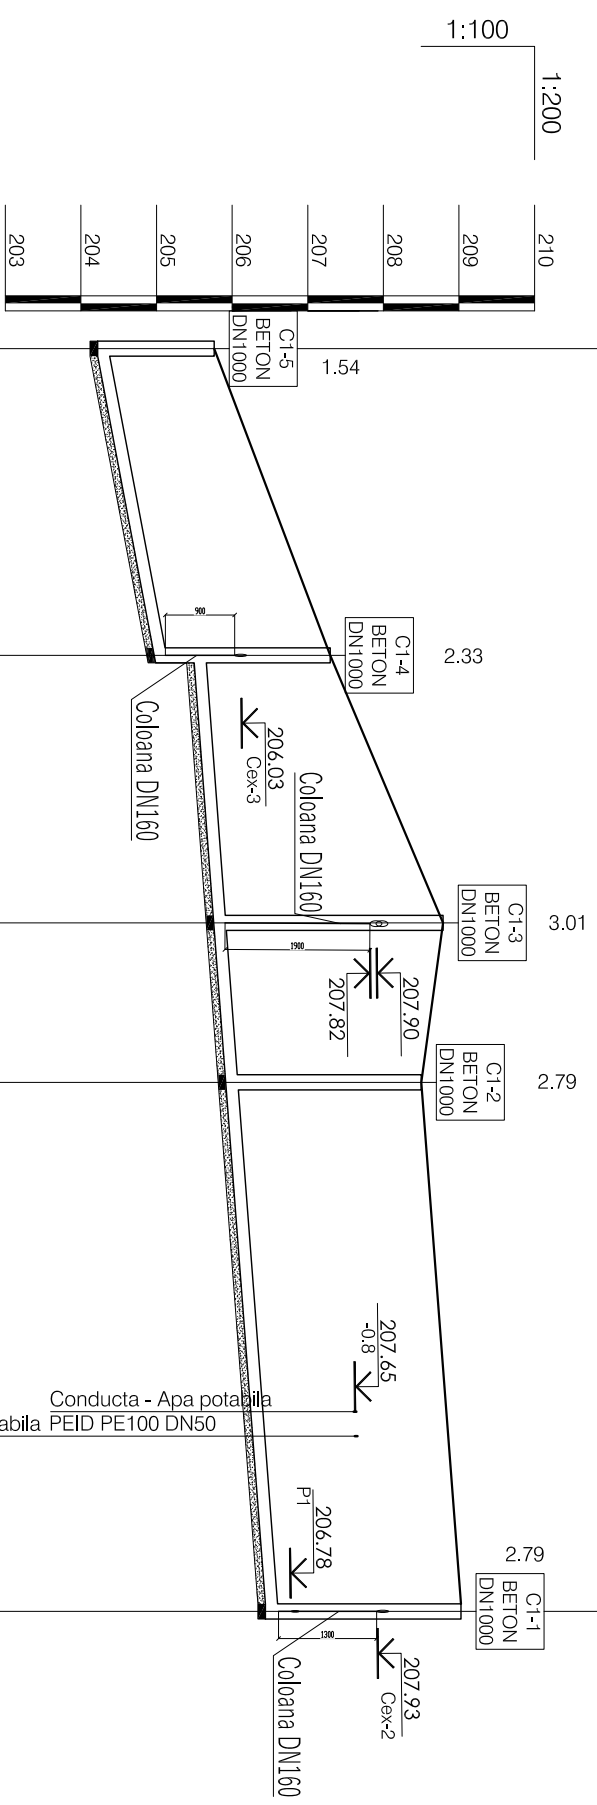 1:100
1:200
210
209
208
207
206
205
204
203
C1-5
BETON
DN1000
1.54
C1-4
BETON
DN1000
2.33
900
Coloana DN160
206.03
Cex-3
Coloana DN160
C1-3
BETON
DN1000
3.01
1900
207.90
207.82
C1-2
BETON
DN1000
2.79
207.65
-0.8
Conducta - Apa potabila
abila PEID PE100 DN50
206.78
P1
2.79
C1-1
BETON
DN1000
1300
207.93
Cex-2
Coloana DN160